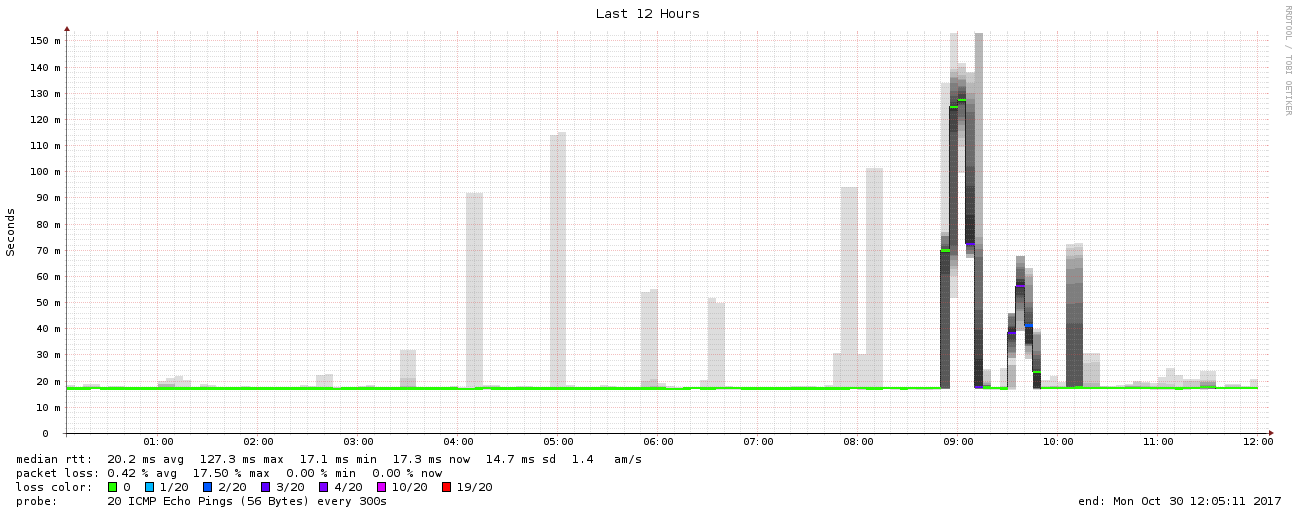 Last 12 Hours
RRDTOOL / TOBI OETIKER
Seconds
150 m
140 m
130 m
120 m
110 m
100 m
90 m
80 m
70 m
60 m
50 m
40 m
30 m
20 m
10 m
0
01:00 02:00 03:00 04:00 05:00 06:00 07:00 08:00 09:00 10:00 11:00 12:00
median rtt: 20.2 ms avg 127.3 ms max 17.1 ms min 17.3 ms now 14.7 ms sd 1.4 am/s
packet loss: 0.42 % avg 17.50 % max 0.00 % min 0.00 % now
loss color: 0 1/20 2/20 3/20 4/20 10/20 19/20
probe: 20 ICMP Echo Pings (56 Bytes) every 300s end: Mon Oct 30 12:05:11 2017